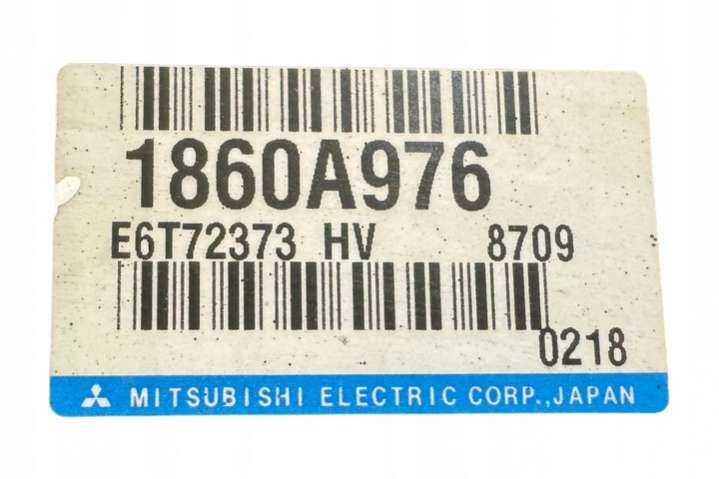 1860A976
E6T72373 HV 8709
0218
MITSUBISHI ELECTRIC CORP.,JAPAN